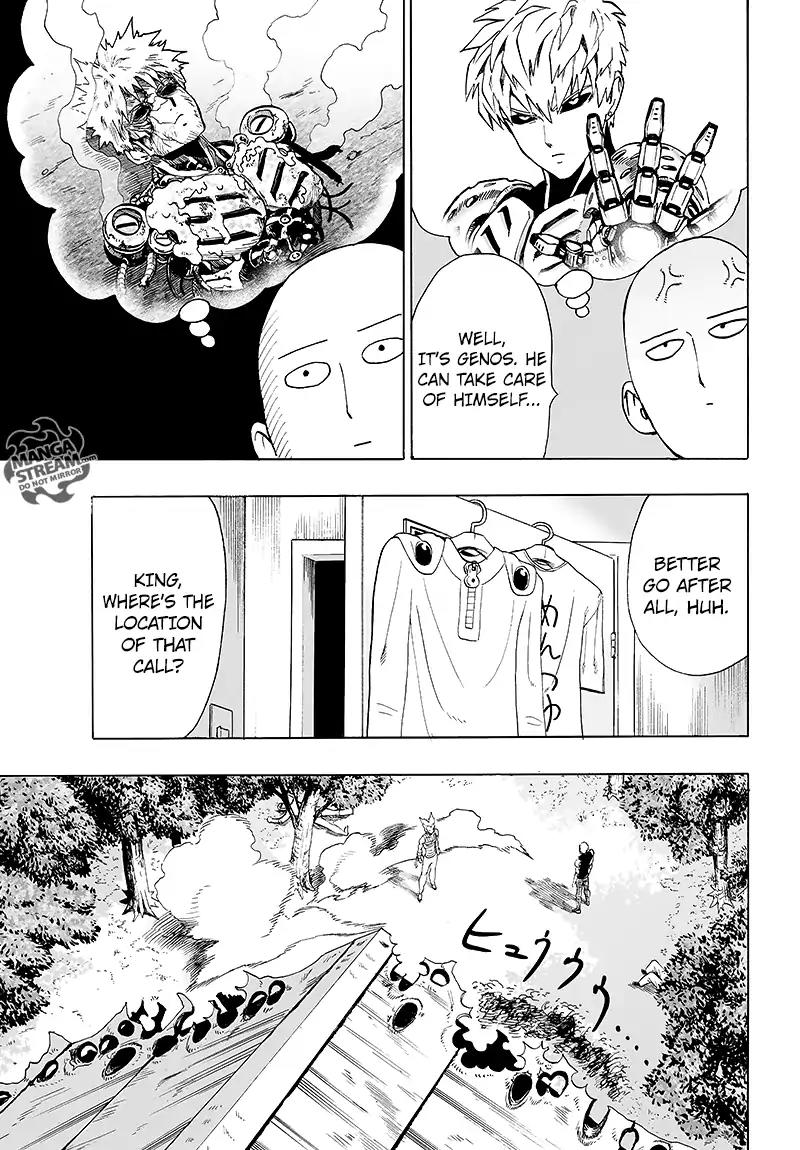 WELL,
IT'S GENOS. HE
CAN TAKE CARE
OF HIMSELF...
MANGA
STREAM.com
DO NOT MIRROR
BETTER
GO AFTER
ALL, HUH.
めんつゆ
KING,
WHERE'S THE
LOCATION
OF THAT
CALL?
ヒュウウウ....